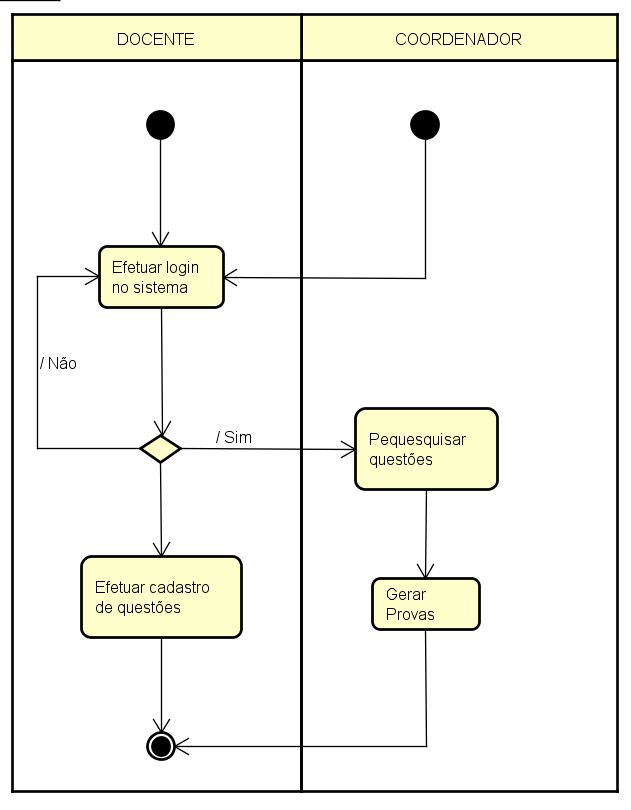 DOCENTE
COORDENADOR
Efetuar login
no sistema
/ Não
/ Sim
Pequesquisar
questões
Efetuar cadastro
de questões
Gerar
Provas